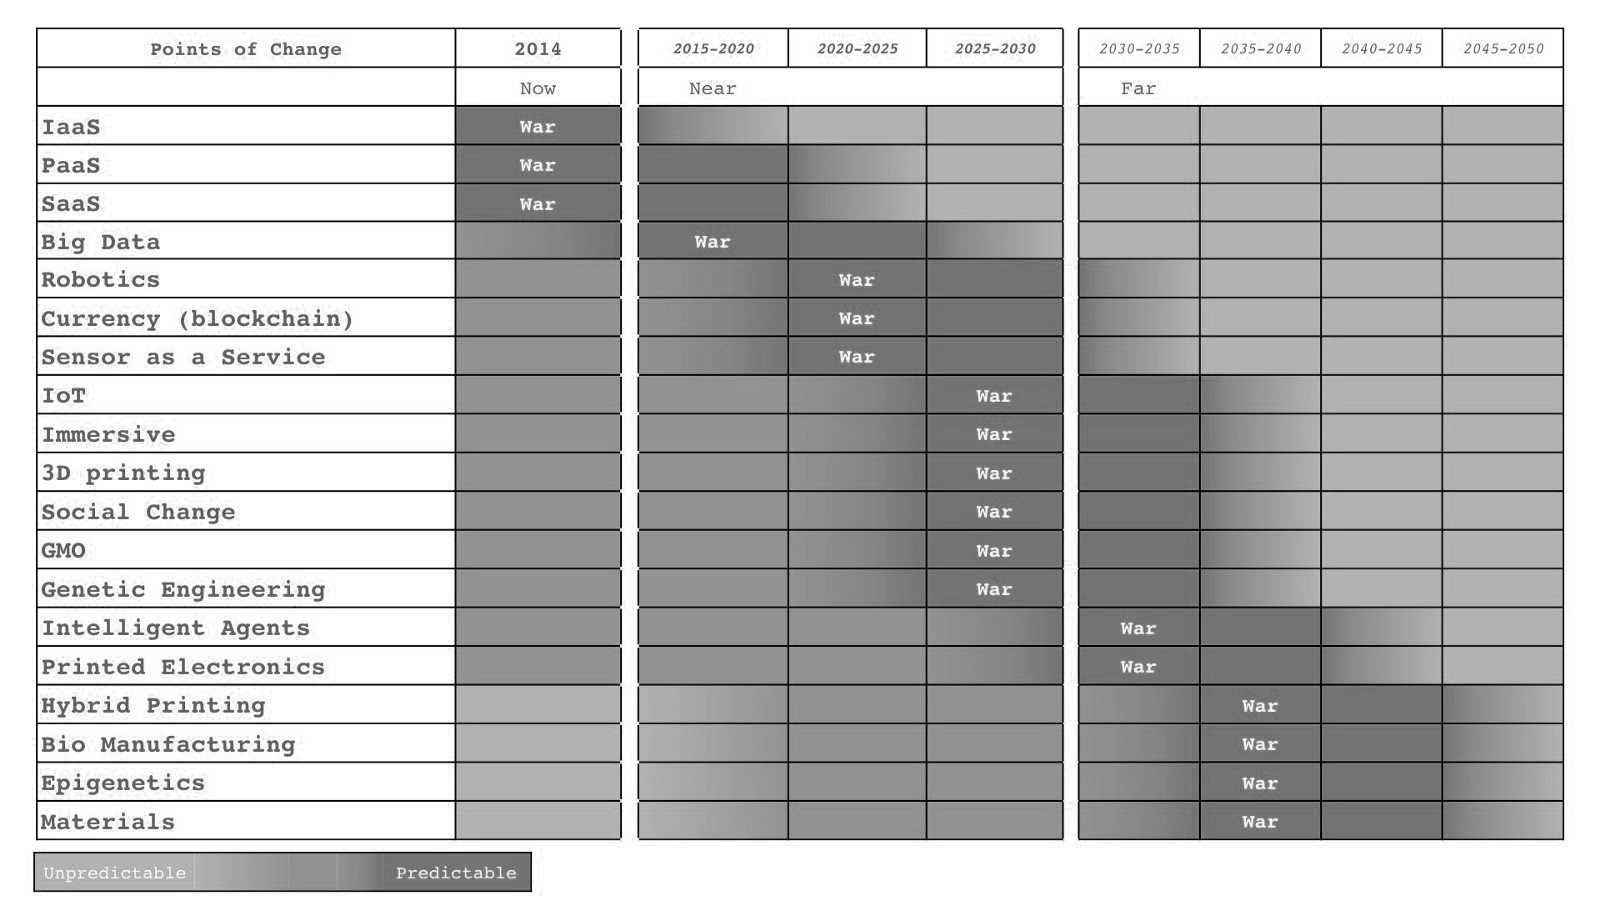 Points of Change 2014 2015-2020 2020-2025 2025-2030 2030-2035 2035-2040 2040-2045 2045-2050
Now Near Far
IaaS War
PaaS War
SaaS War
Big Data War
Robotics War
Currency (blockchain) War
Sensor as a Service War
IoT War
Immersive War
3D printing War
Social Change War
GMO War
Genetic Engineering War
Intelligent Agents War
Printed Electronics War
Hybrid Printing War
Bio Manufacturing War
Epigenetics War
Materials War
Unpredictable Predictable